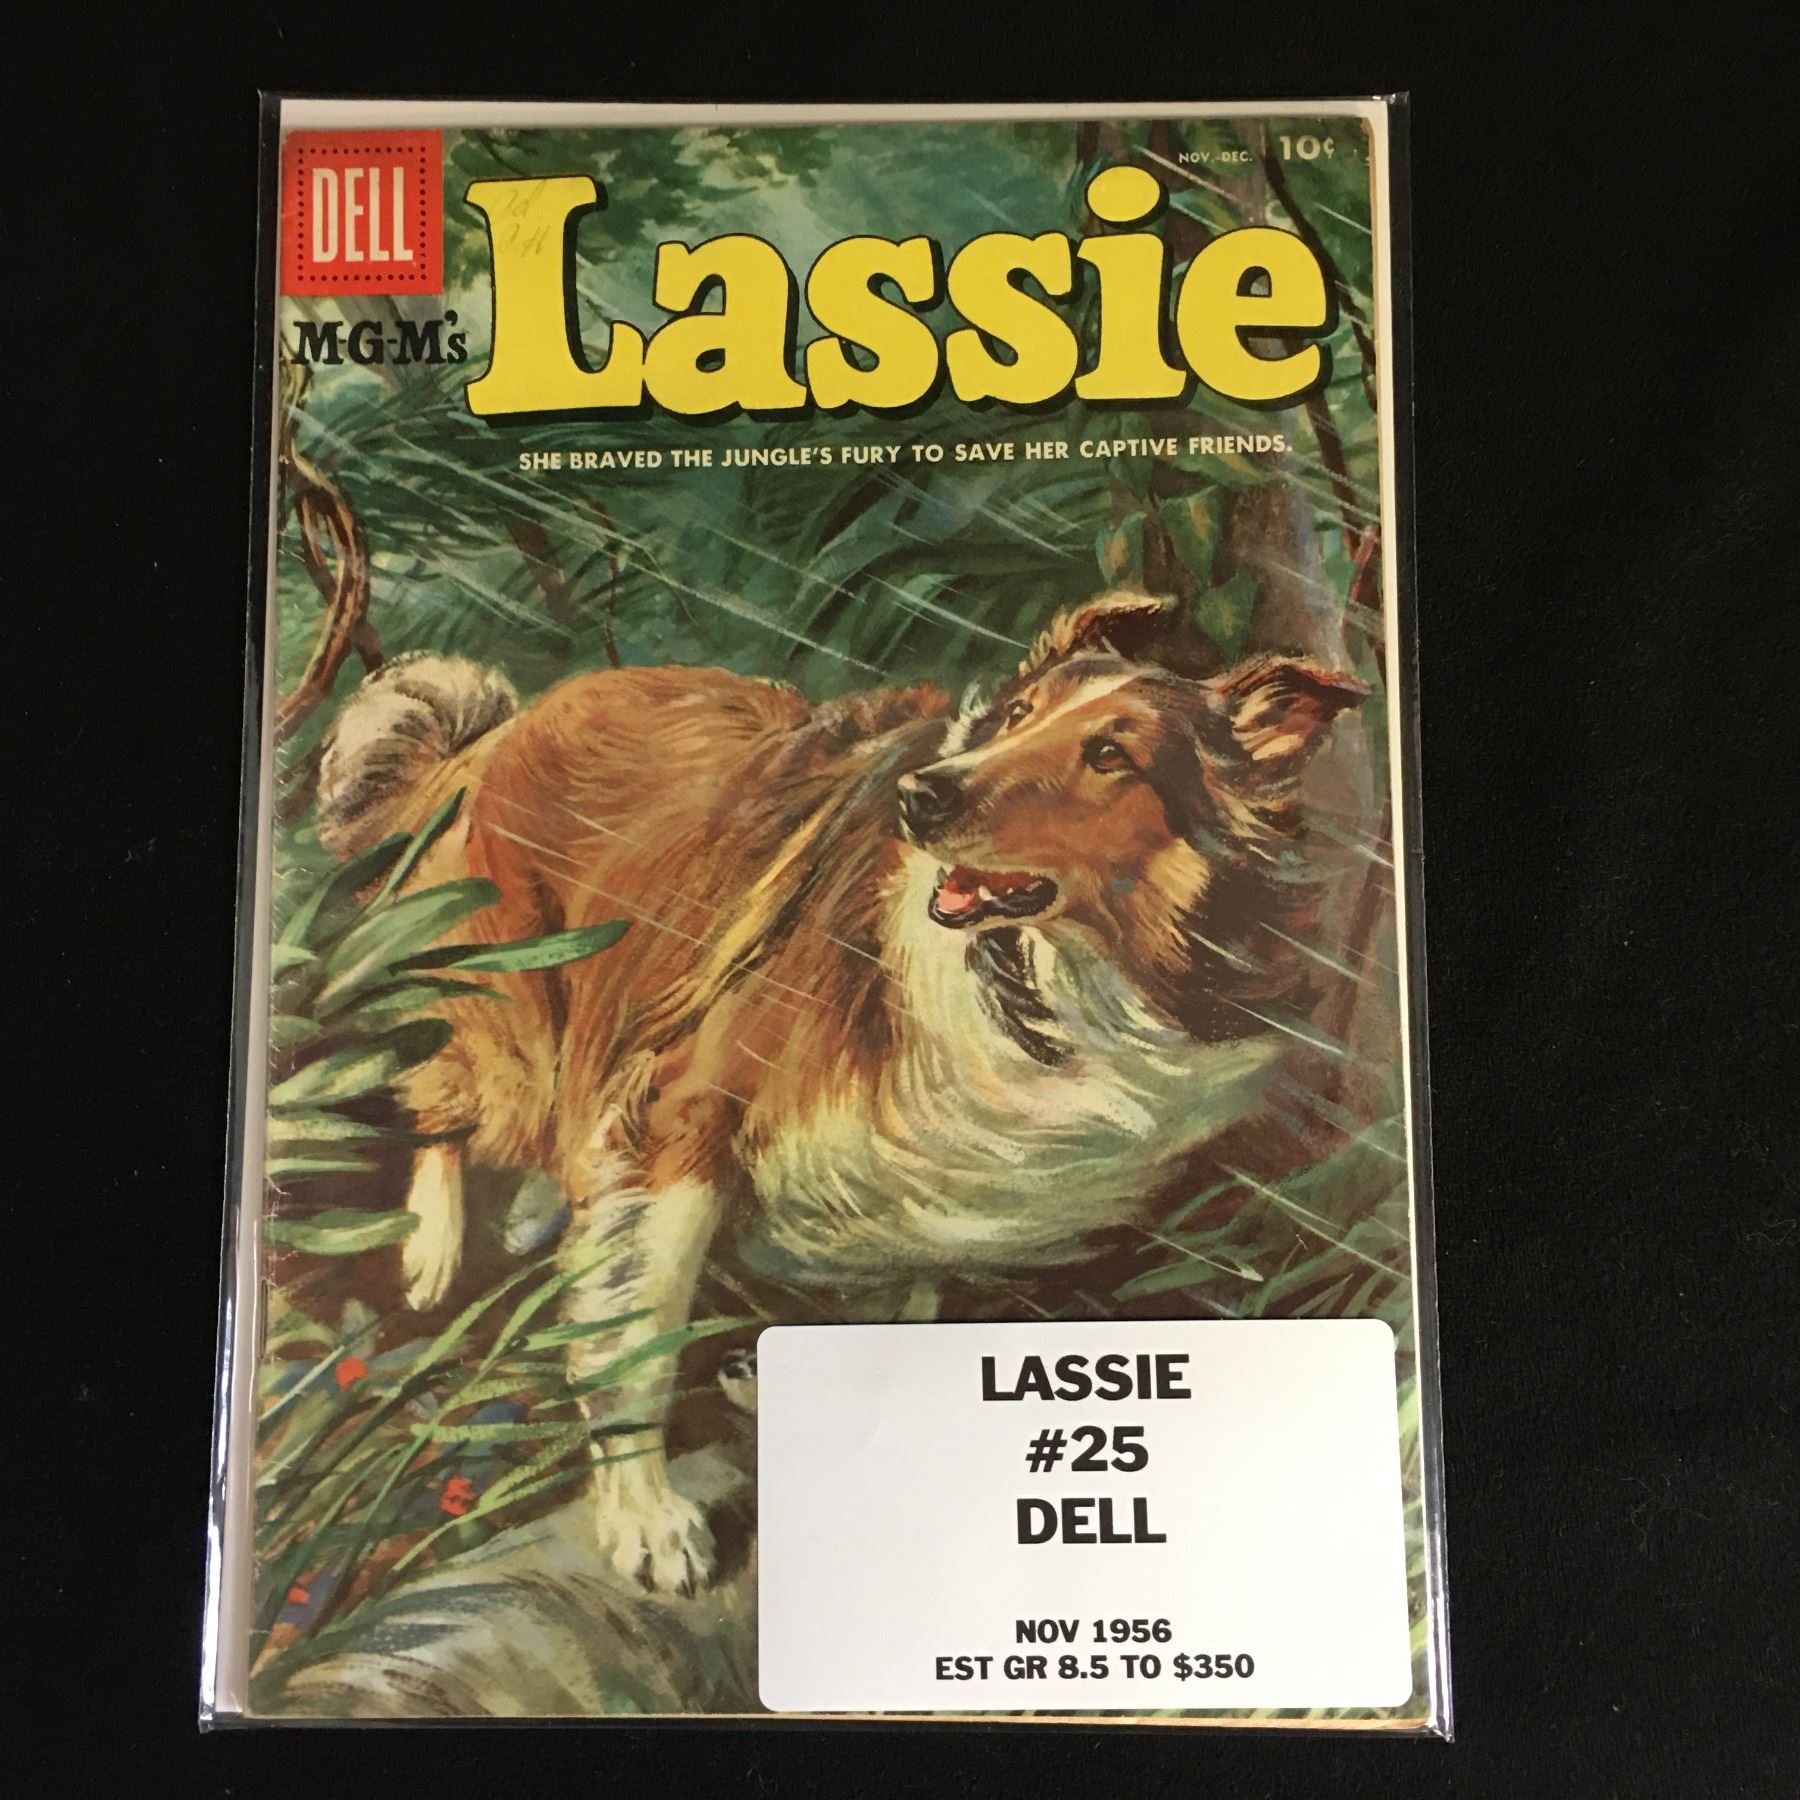 DELL
NOV.-DEC. 10¢
M-G-M's
Lassie
SHE BRAVED THE JUNGLE'S FURY TO SAVE HER CAPTIVE FRIENDS.
LASSIE
#25
DELL
NOV 1956
EST GR 8.5 TO $350